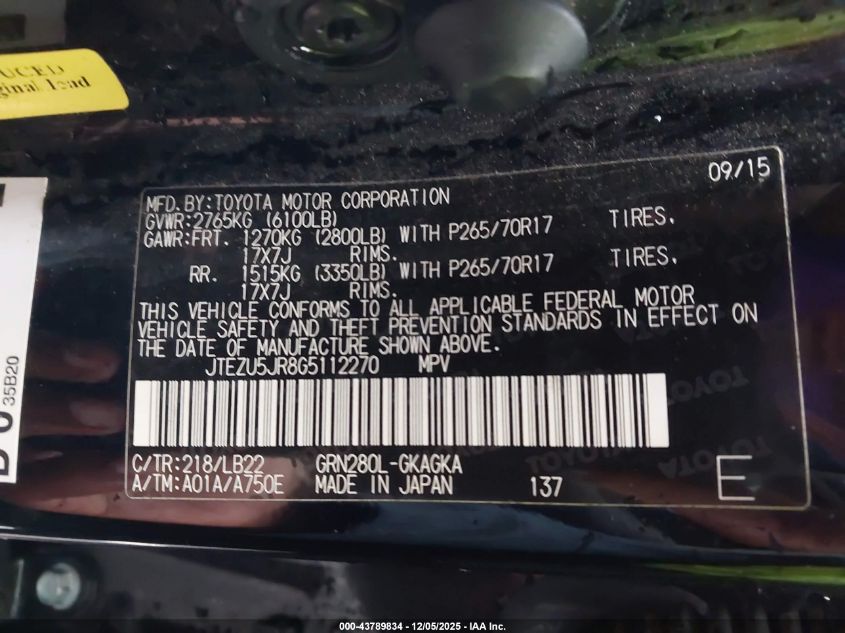 UCED
ginal, lead
35B20
09/15
MFD. BY: TOYOTA MOTOR CORPORATION
GVWR: 2765KG (6100LB)
GAWR: FRT. 1270KG (2800LB) WITH P265/70R17 TIRES.
17X7J RIMS.
RR. 1515KG (3350LB) WITH P265/70R17 TIRES.
17X7J RIMS.
THIS VEHICLE CONFORMS TO ALL APPLICABLE FEDERAL MOTOR
VEHICLE SAFETY AND THEFT PREVENTION STANDARDS IN EFFECT ON
THE DATE OF MANUFACTURE SHOWN ABOVE.
JTEZU5JR8G5112270 MPV
C/TR: 218/LB22 GRN280L-GKAGKA
A/TM: A01A/A750E MADE IN JAPAN 137 E
000-43789834 - 12/05/2025 - IAA Inc.